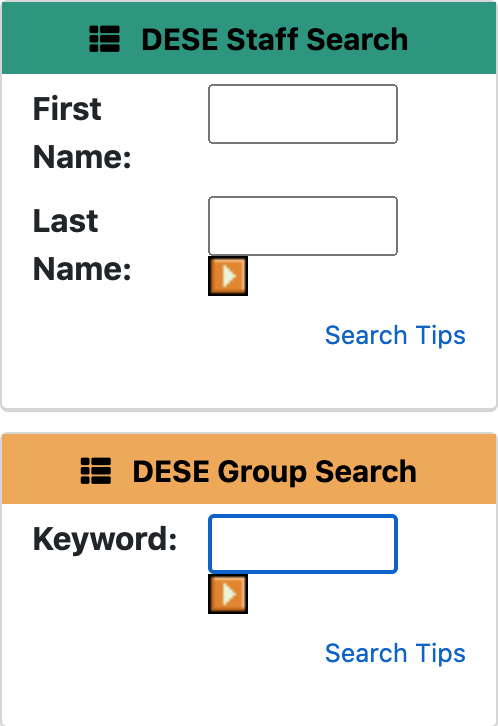 DESE Staff Search
First
Name:
Last
Name:
Search Tips
DESE Group Search
Keyword:
Search Tips